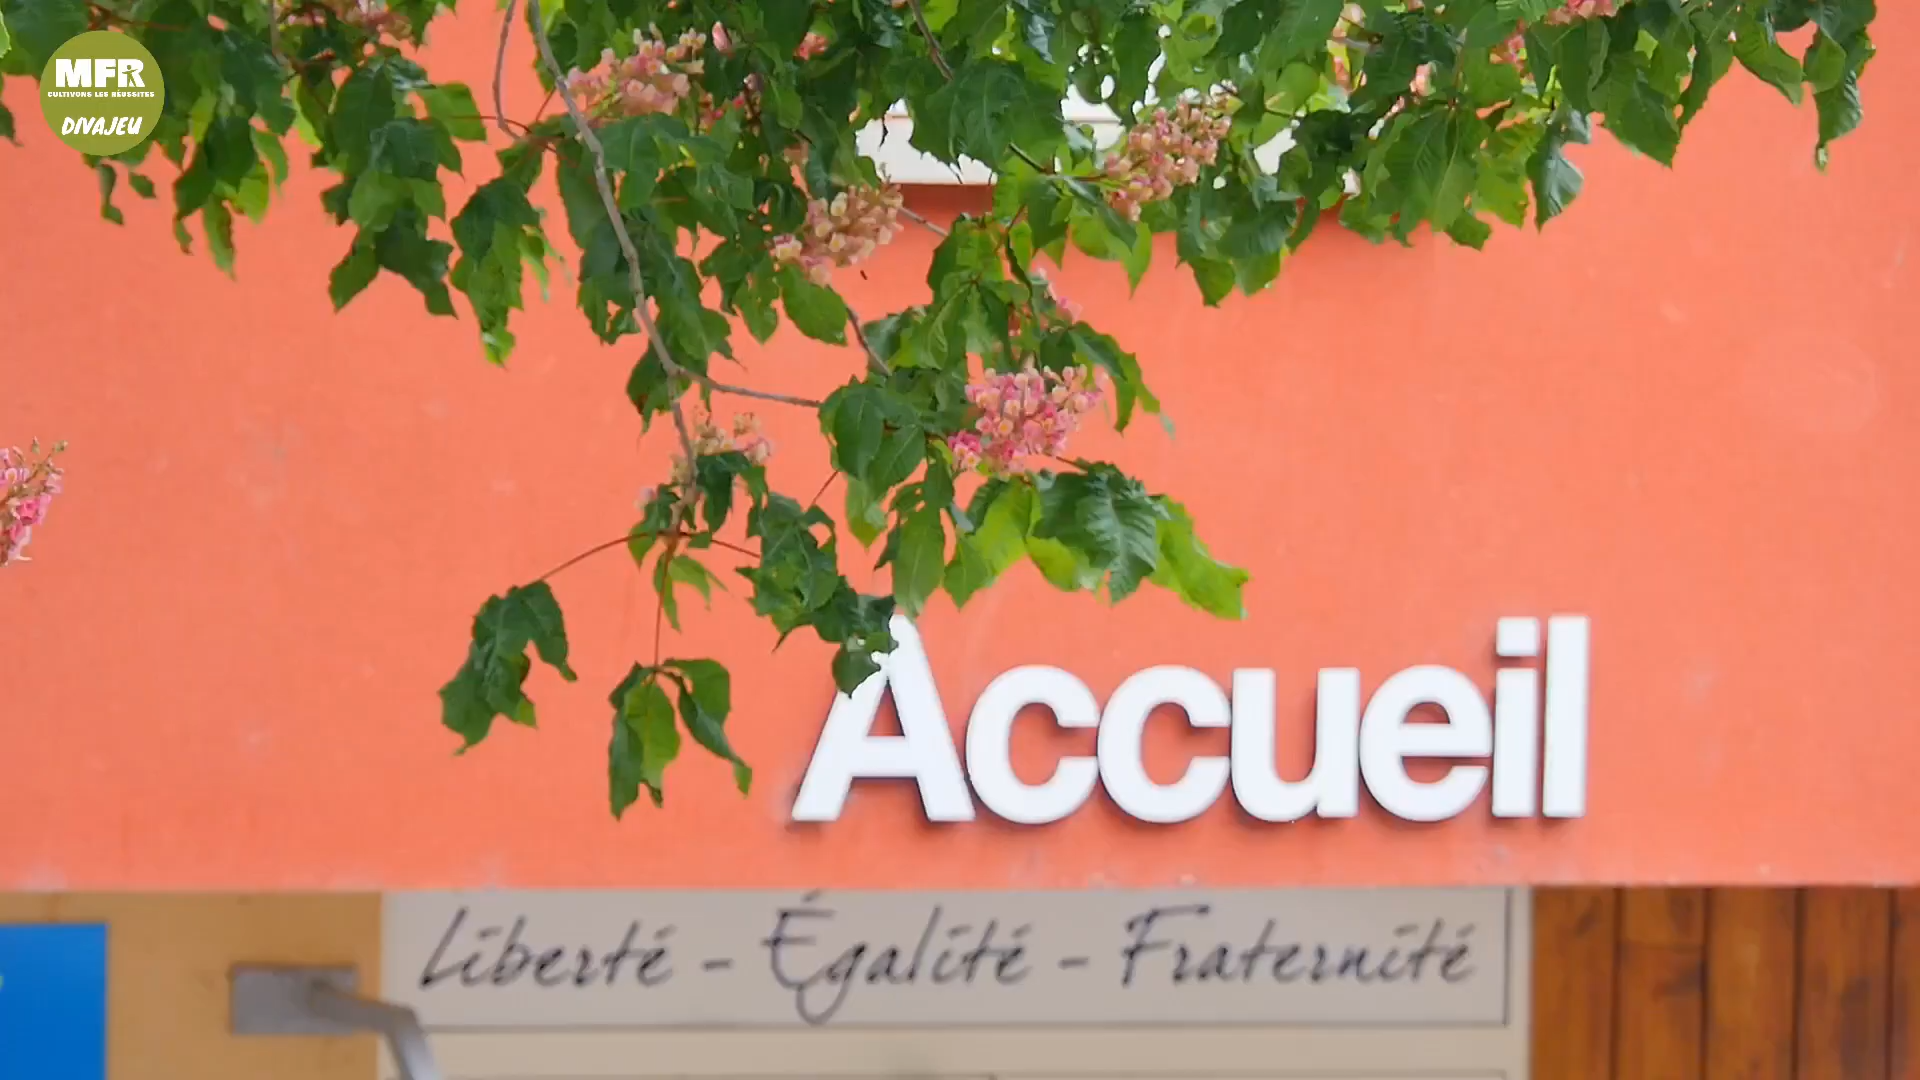 MFR
CULTIVONS LES RÉUSSITES
DIVAJEU
Accueil
Liberté - Égalité - Fraternité